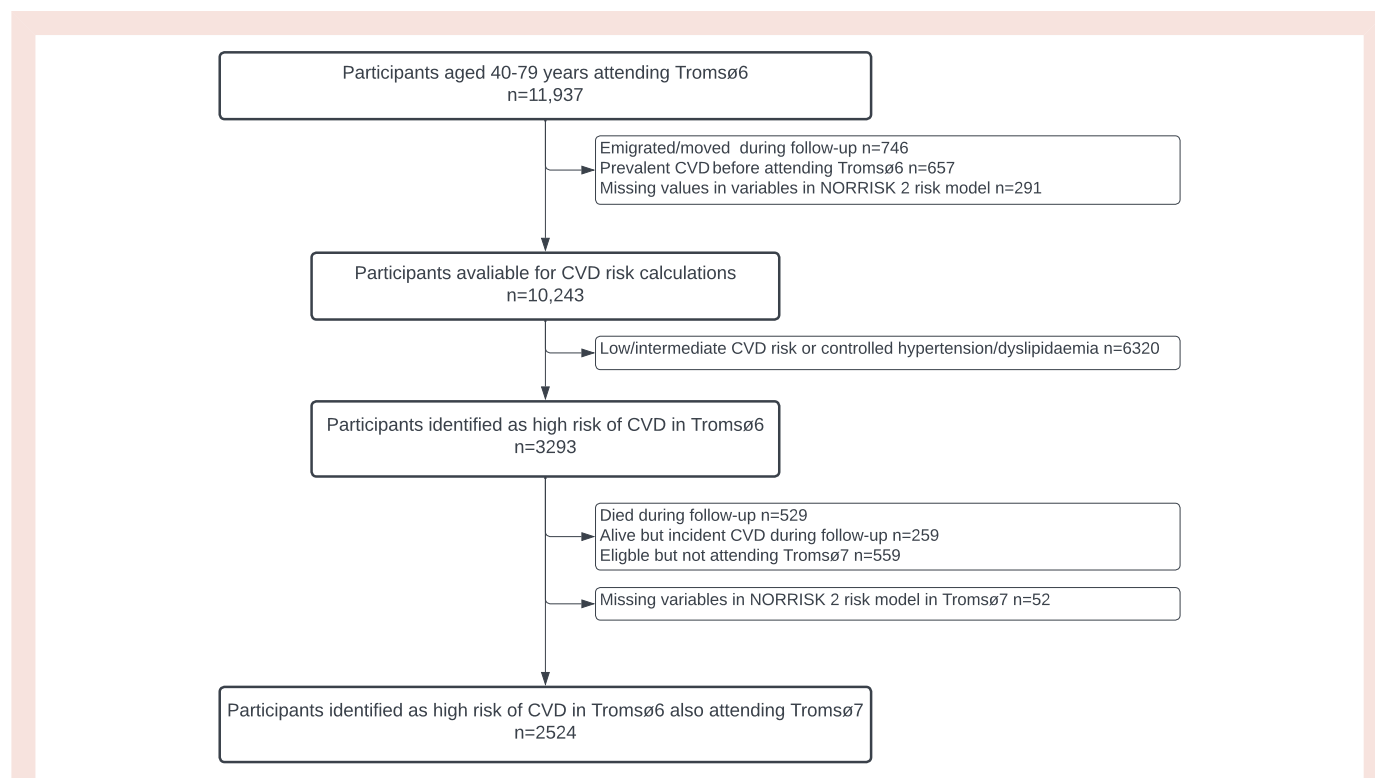 Participants aged 40-79 years attending Tromsø6
n=11,937
Emigrated/moved  during follow-up n=746
Prevalent CVD before attending Tromsø6 n=657
Missing values in variables in NORRISK 2 risk model n=291
Participants avaliable for CVD risk calculations
n=10,243
Low/intermediate CVD risk or controlled hypertension/dyslipidaemia n=6320
Participants identified as high risk of CVD in Tromsø6
n=3293
Died during follow-up n=529
Alive but incident CVD during follow-up n=259
Eligble but not attending Tromsø7 n=559
Missing variables in NORRISK 2 risk model in Tromsø7 n=52
Participants identified as high risk of CVD in Tromsø6 also attending Tromsø7
n=2524